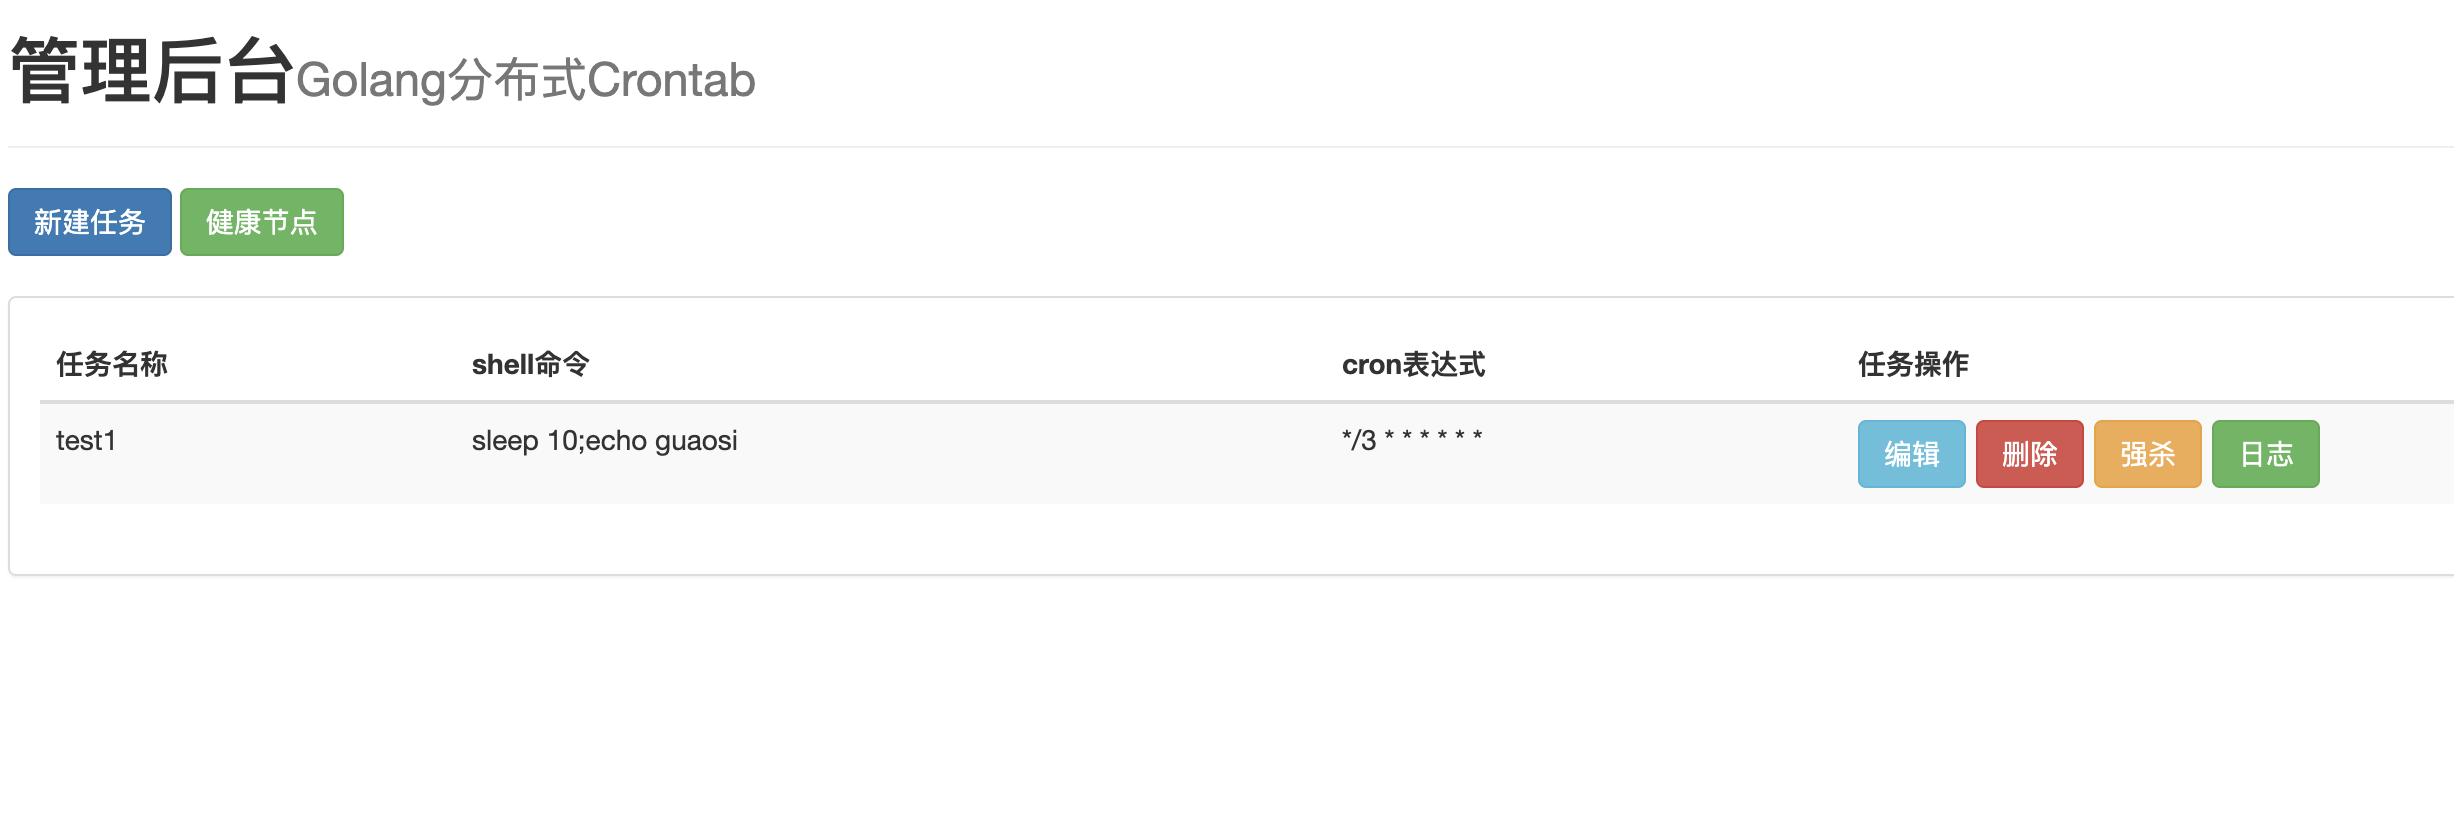 管理后台Golang分布式Crontab
新建任务 健康节点
任务名称 shell命令 cron表达式 任务操作
test1 sleep 10;echo guaosi */3 * * * * * * 编辑 删除 强杀 日志